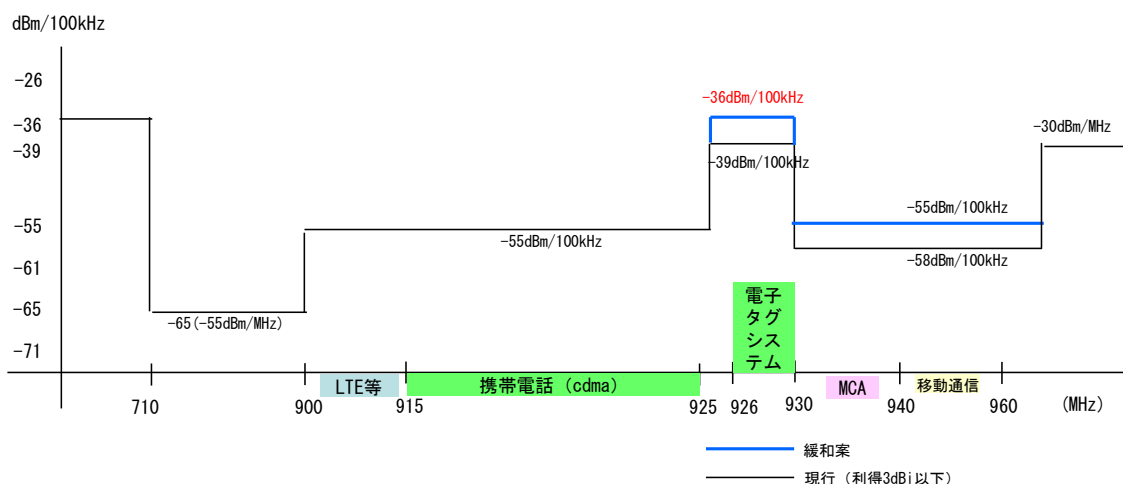 dBm/100kHz
-26
-36dBm/100kHz
-36
-30dBm/MHz
-39
-39dBm/100kHz
-55
-55dBm/100kHz
-55dBm/100kHz
-58dBm/100kHz
-61
-65
-65(-55dBm/MHz)
-71
電子
タグ
シス
テム
LTE等
携帯電話（cdma）
MCA
移動通信
710
900
915
925
926
930
940
960
(MHz)
緩和案
現行（利得3dBi以下）